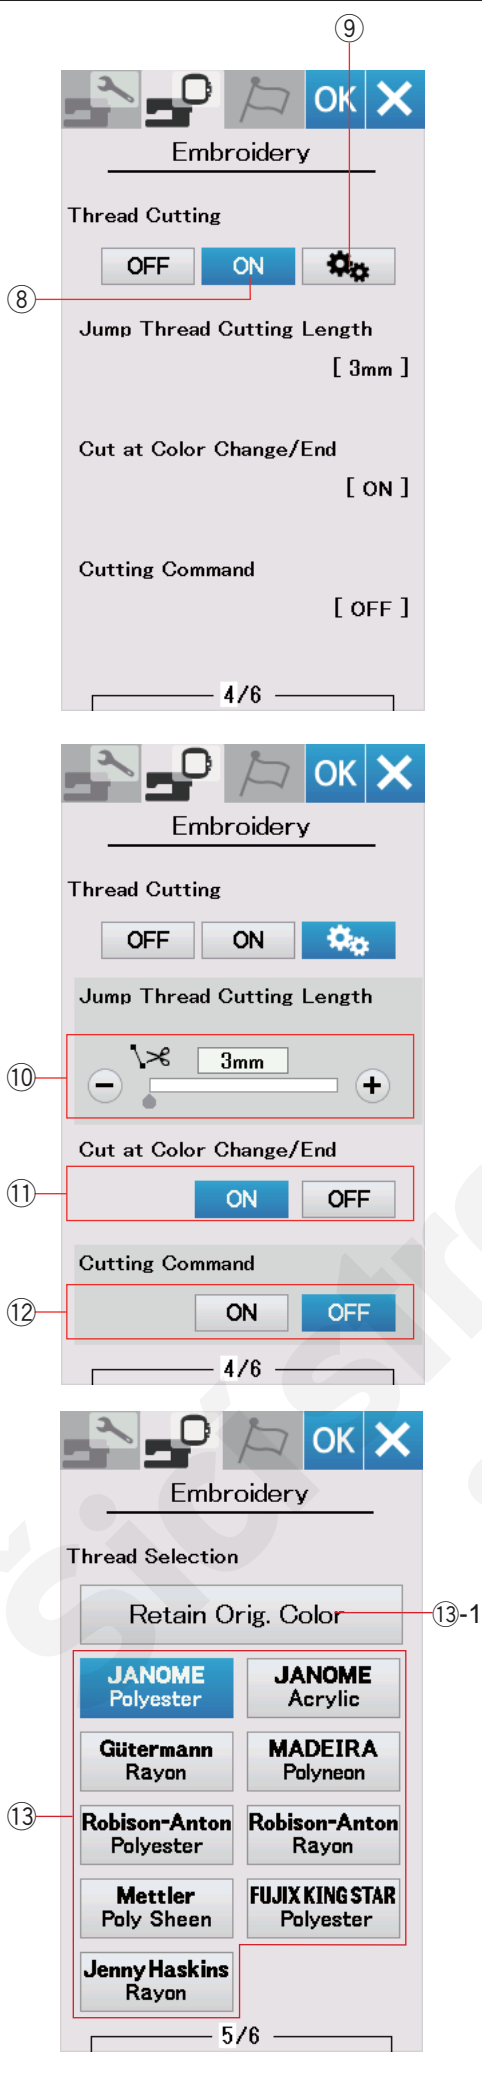 ⑨
OK
Embroidery
Thread Cutting
OFF ON
⑧
Jump Thread Cutting Length
[ 3mm ]
Cut at Color Change/End
[ ON ]
Cutting Command
[ OFF ]
4/6
OK
Embroidery
Thread Cutting
OFF ON
Jump Thread Cutting Length
3mm
⑩ − +
Cut at Color Change/End
⑪ ON OFF
Cutting Command
⑫ ON OFF
4/6
OK
Embroidery
Thread Selection
Retain Orig. Color ⑬-1
JANOME JANOME
Polyester Acrylic
Gütermann MADEIRA
Rayon Polyneon
⑬ Robison-Anton Robison-Anton
Polyester Rayon
Mettler FUJIX KING STAR
Poly Sheen Polyester
Jenny Haskins
Rayon
5/6